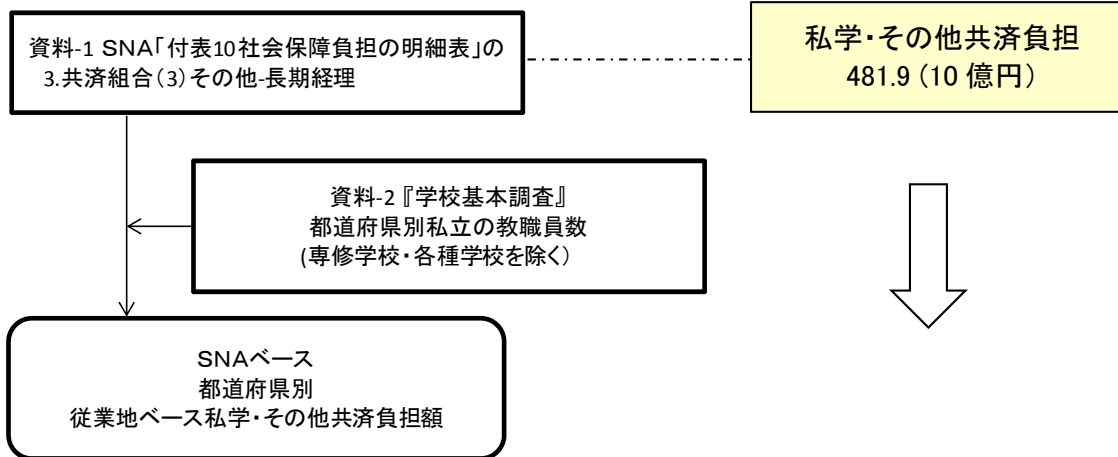 資料-1 SNA「付表10社会保障負担の明細表」の
3.共済組合(3)その他-長期経理
私学・その他共済負担
481.9(10 億円)
資料-2『学校基本調査』
都道府県別私立の教職員数
(専修学校・各種学校を除く)
SNAベース
都道府県別
従業地ベース私学・その他共済負担額